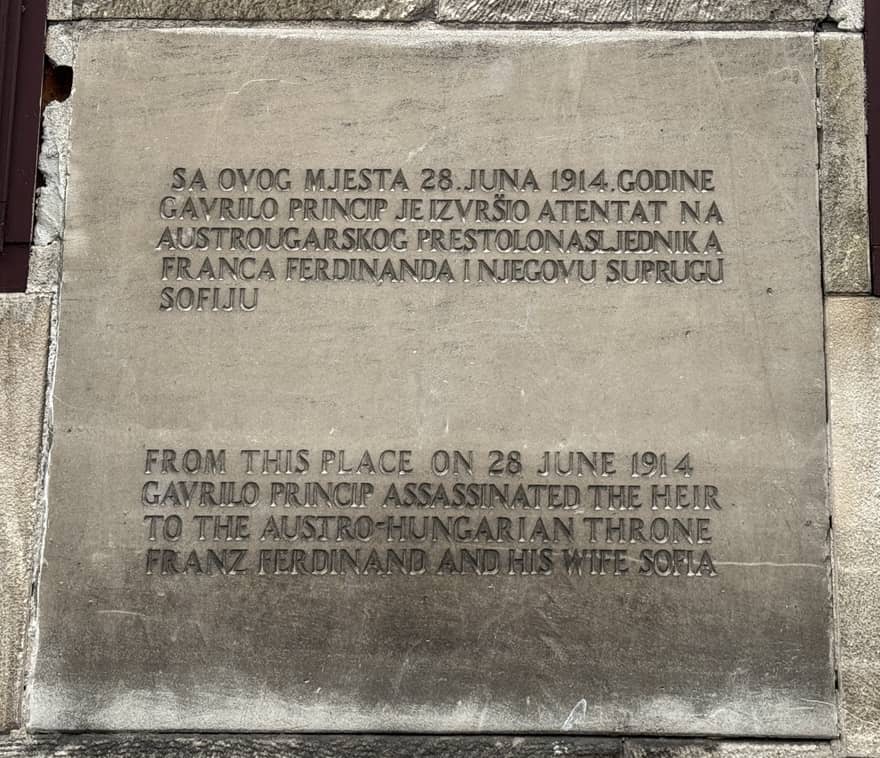 SA OVOG MJESTA 28.JUNA 1914.GODINE
GAVRILO PRINCIP JE IZVRŠIO ATENTAT NA
AUSTROUGARSKOG PRESTOLONASLJEDNIKA
FRANCA FERDINANDA I NJEGOVU SUPRUGU
SOFIJU
FROM THIS PLACE ON 28 JUNE 1914
GAVRILO PRINCIP ASSASSINATED THE HEIR
TO THE AUSTRO-HUNGARIAN THRONE
FRANZ FERDINAND AND HIS WIFE SOFIA